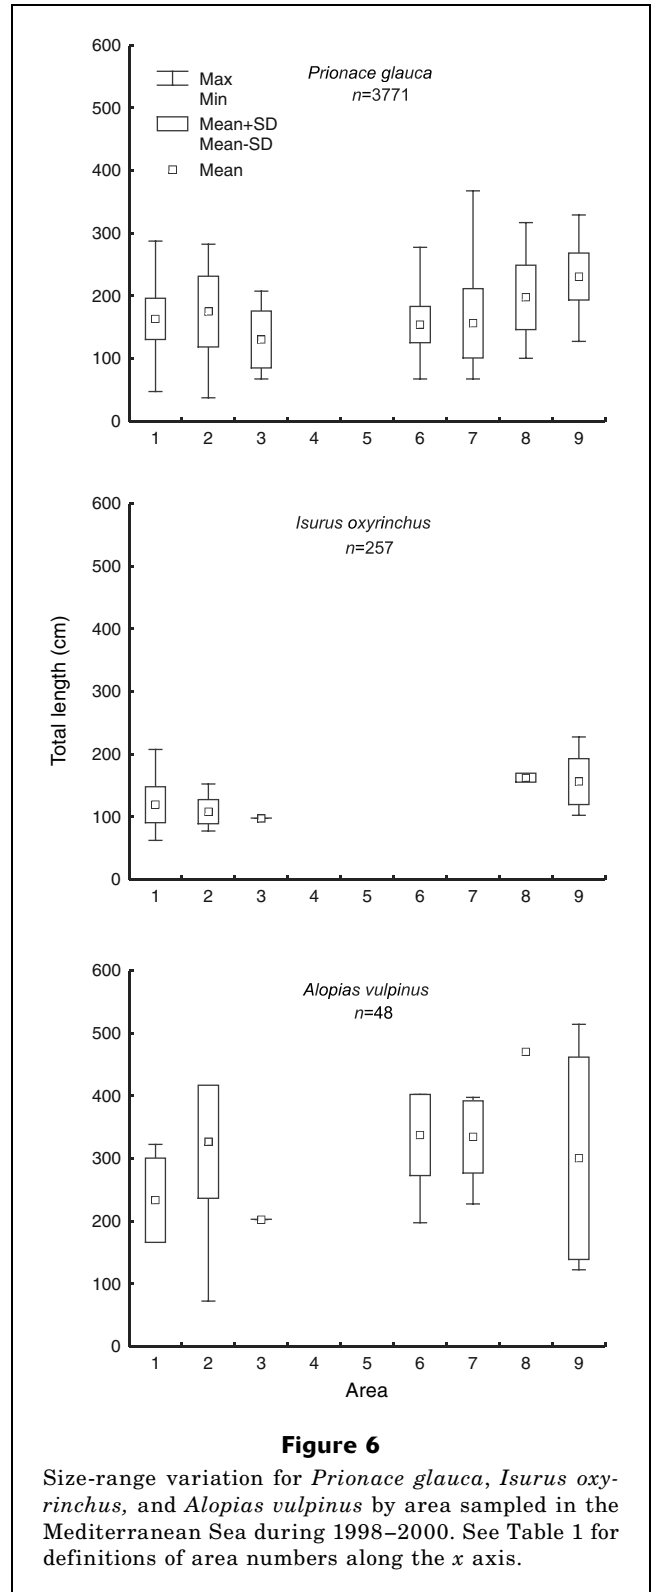 600
500
400
300
200
100
0
Max
Min
Mean+SD
Mean-SD
Mean
Prionace glauca
n=3771
1 2 3 4 5 6 7 8 9
Total length (cm)
600
500
400
300
200
100
0
Isurus oxyrinchus
n=257
1 2 3 4 5 6 7 8 9
600
500
400
300
200
100
0
Alopias vulpinus
n=48
1 2 3 4 5 6 7 8 9
Area
Figure 6
Size-range variation for Prionace glauca, Isurus oxy-
rinchus, and Alopias vulpinus by area sampled in the
Mediterranean Sea during 1998–2000. See Table 1 for
definitions of area numbers along the x axis.